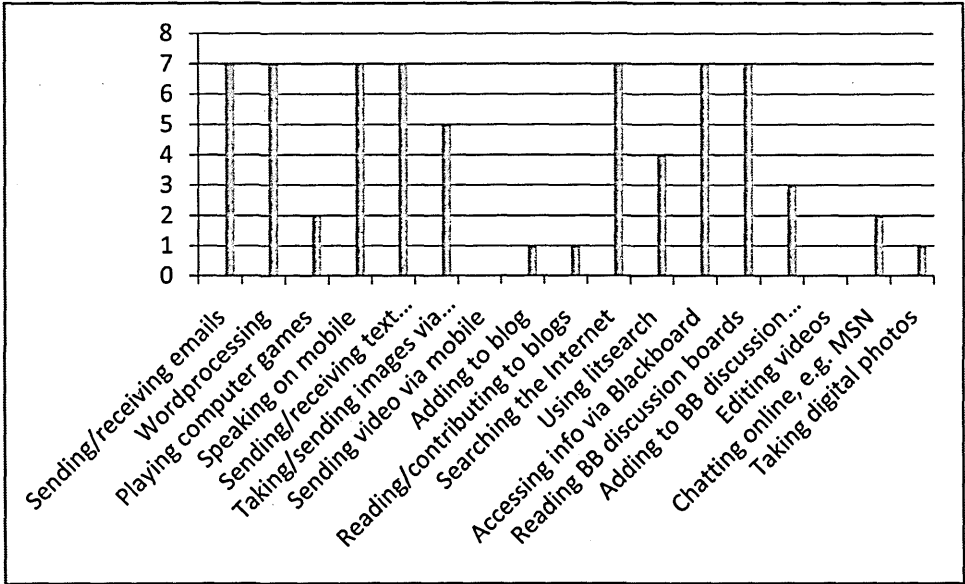 8
7
6
5
4
3
2
1
0
Sending/receiving emails
Wordprocessing
Playing computer games
Speaking on mobile
Sending/receiving text...
Taking/sending images via...
Sending video via mobile
Adding to blog
Reading/contributing to blogs
Searching the Internet
Using litsearch
Accessing info via Blackboard
Reading BB discussion boards
Adding to BB discussion...
Editing videos
Chatting online, e.g. MSN
Taking digital photos